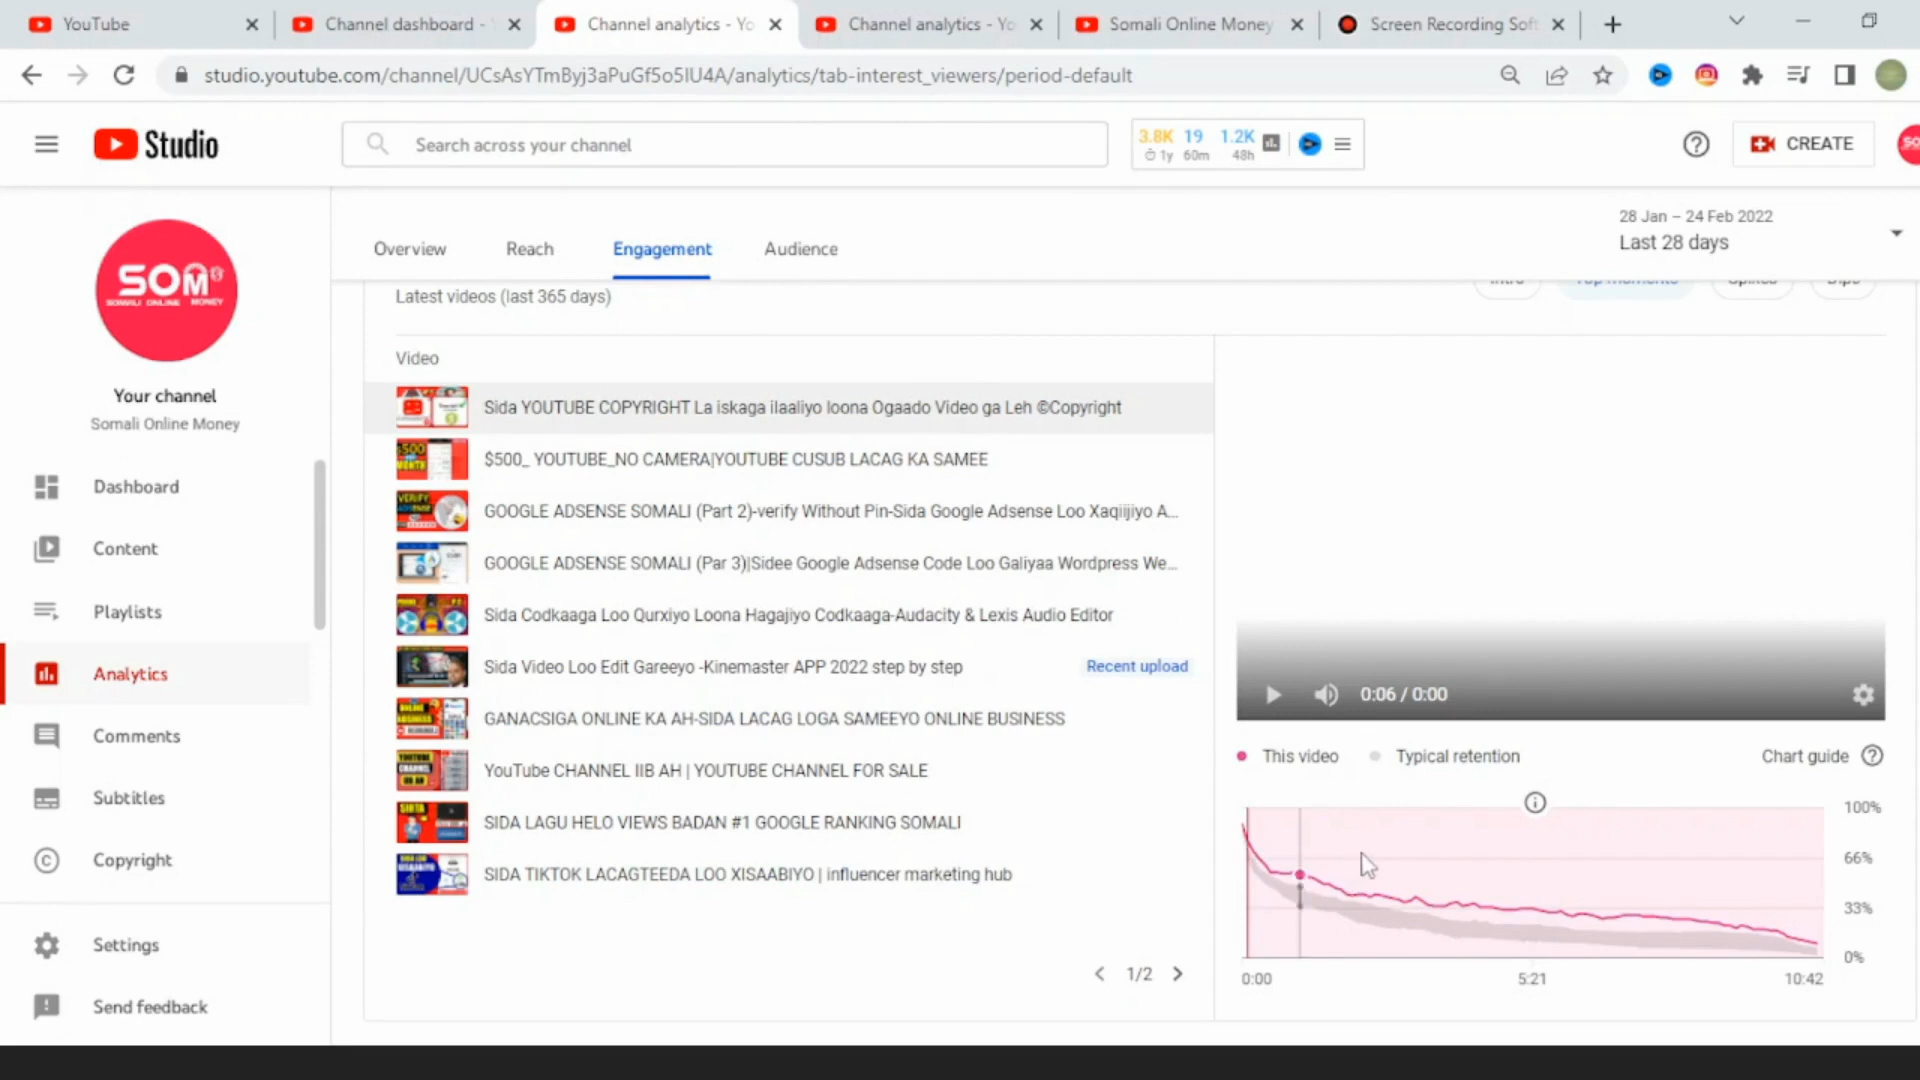 YouTube
Channel dashboard -
Channel analytics - Yo
Channel analytics - Yo
Somali Online Money
Screen Recording Soft
studio.youtube.com/channel/UCsAsYTmByj3aPuGf5o5IU4A/analytics/tab-interest_viewers/period-default
Studio
Search across your channel
3.8K 19 1.2K
1y 60m 48h
CREATE
SO
28 Jan – 24 Feb 2022
Last 28 days
Overview
Reach
Engagement
Audience
SOM
SOMALI ONLINE MONEY
Your channel
Somali Online Money
Dashboard
Content
Playlists
Analytics
Comments
Subtitles
Copyright
Settings
Send feedback
Latest videos (last 365 days)
Intro
Top moments
Spikes
Dips
Video
Sida YOUTUBE COPYRIGHT La iskaga ilaaliyo loona Ogaado Video ga Leh ©Copyright
$500_ YOUTUBE_NO CAMERA|YOUTUBE CUSUB LACAG KA SAMEE
GOOGLE ADSENSE SOMALI (Part 2)-verify Without Pin-Sida Google Adsense Loo Xaqiijiyo A...
GOOGLE ADSENSE SOMALI (Par 3)|Sidee Google Adsense Code Loo Galiyaa Wordpress We...
Sida Codkaaga Loo Qurxiyo Loona Hagajiyo Codkaaga-Audacity & Lexis Audio Editor
Sida Video Loo Edit Gareeyo -Kinemaster APP 2022 step by step
Recent upload
GANACSIGA ONLINE KA AH-SIDA LACAG LOGA SAMEEYO ONLINE BUSINESS
YouTube CHANNEL IIB AH | YOUTUBE CHANNEL FOR SALE
SIDA LAGU HELO VIEWS BADAN #1 GOOGLE RANKING SOMALI
SIDA TIKTOK LACAGTEEDA LOO XISAABIYO | influencer marketing hub
1/2
0:06 / 0:00
This video
Typical retention
Chart guide
100%
66%
33%
0%
0:00
5:21
10:42